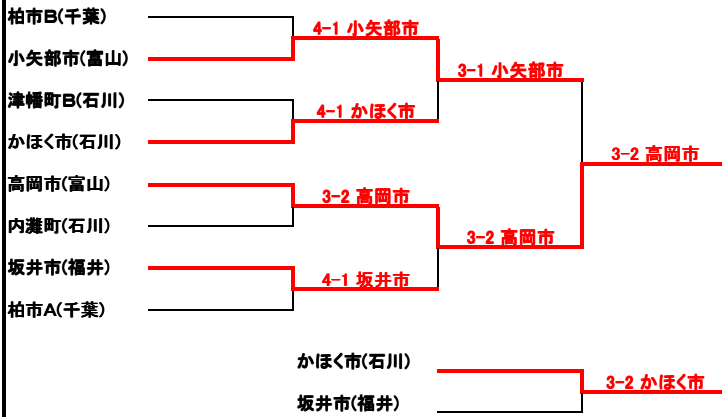 柏市B(千葉)
4-1 小矢部市
小矢部市(富山)
3-1 小矢部市
津幡町B(石川)
4-1 かほく市
かほく市(石川)
3-2 高岡市
高岡市(富山)
3-2 高岡市
内灘町(石川)
3-2 高岡市
坂井市(福井)
4-1 坂井市
柏市A(千葉)
かほく市(石川)
3-2 かほく市
坂井市(福井)